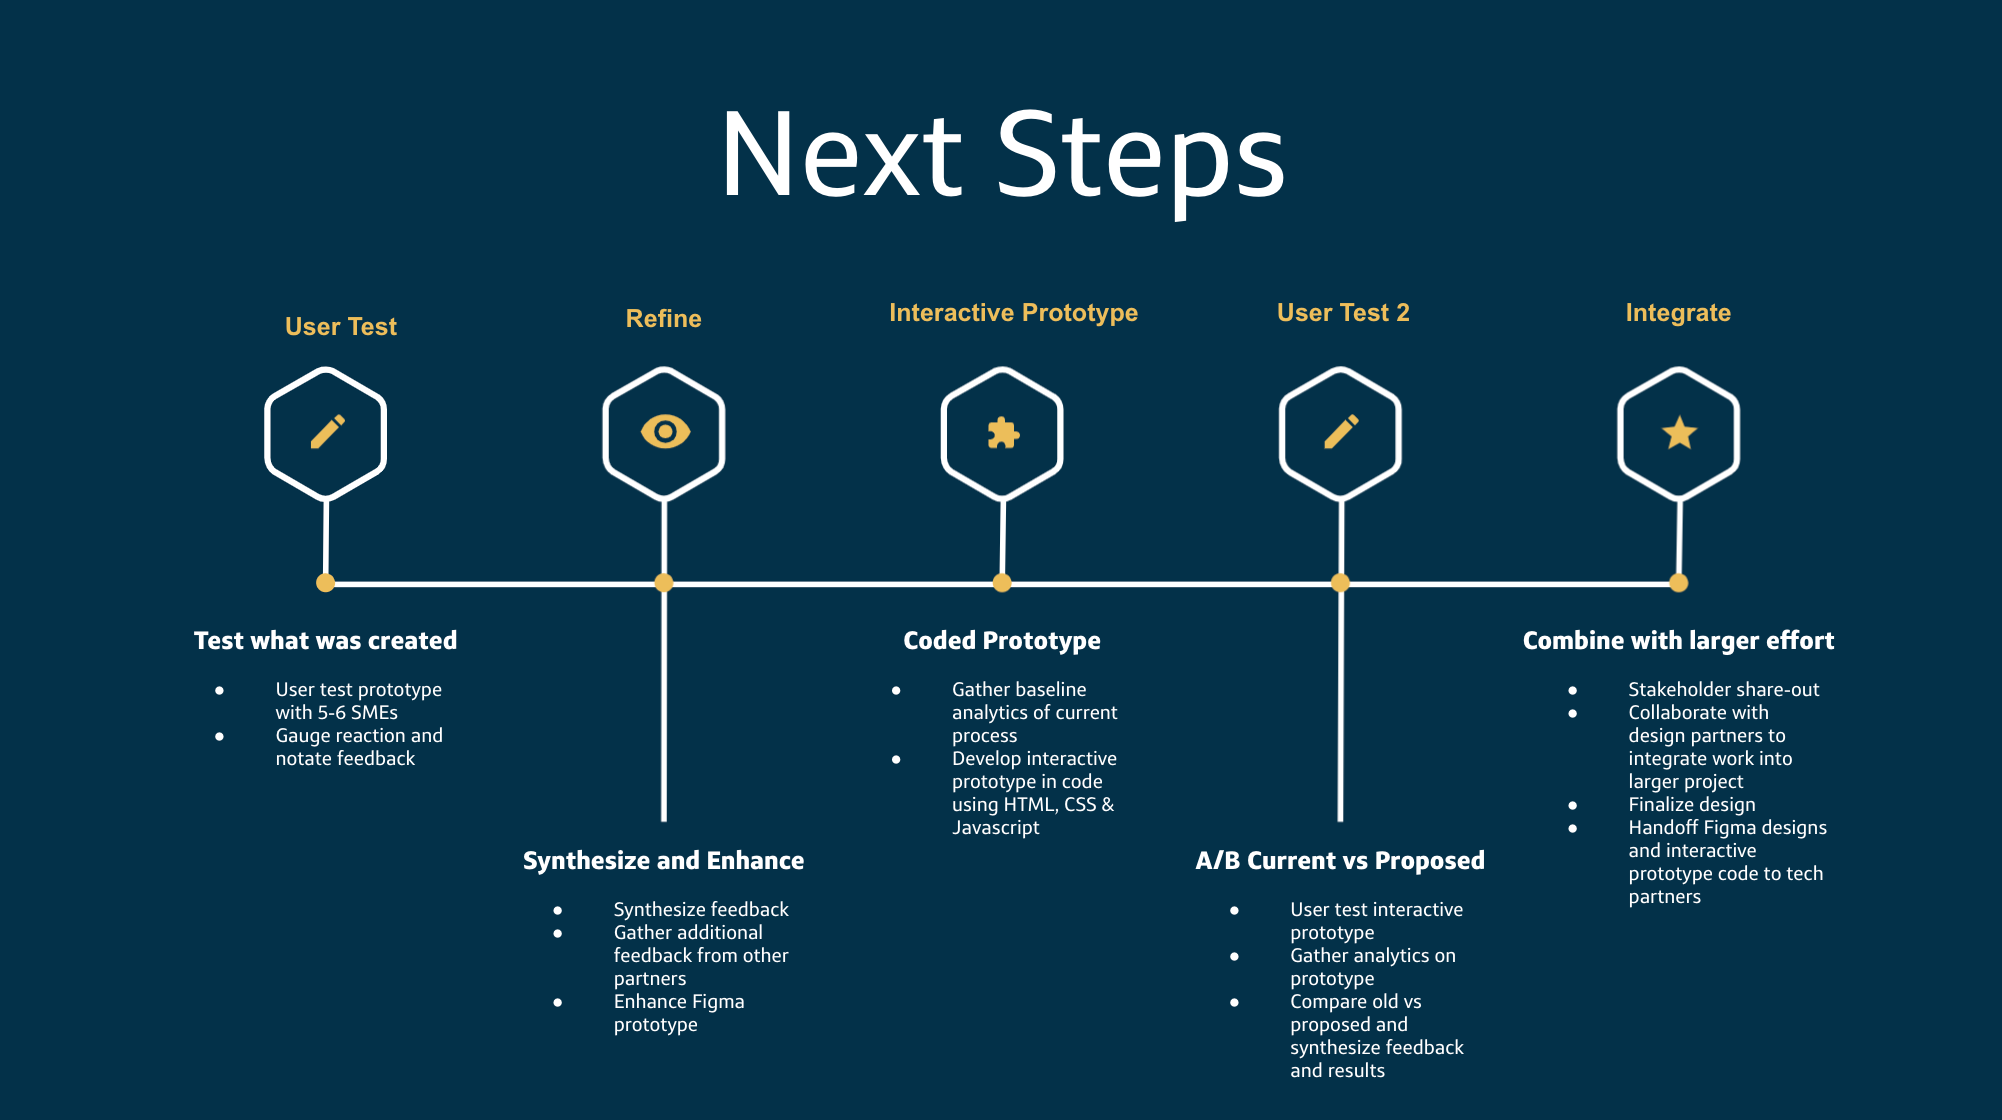 Next Steps
User Test
Refine
Interactive Prototype
User Test 2
Integrate
Test what was created
● User test prototype
with 5-6 SMEs
● Gauge reaction and
notate feedback
Synthesize and Enhance
● Synthesize feedback
● Gather additional
feedback from other
partners
● Enhance Figma
prototype
Coded Prototype
● Gather baseline
analytics of current
process
● Develop interactive
prototype in code
using HTML, CSS &
Javascript
A/B Current vs Proposed
● User test interactive
prototype
● Gather analytics on
prototype
● Compare old vs
proposed and
synthesize feedback
and results
Combine with larger effort
● Stakeholder share-out
● Collaborate with
design partners to
integrate work into
larger project
● Finalize design
● Handoff Figma designs
and interactive
prototype code to tech
partners